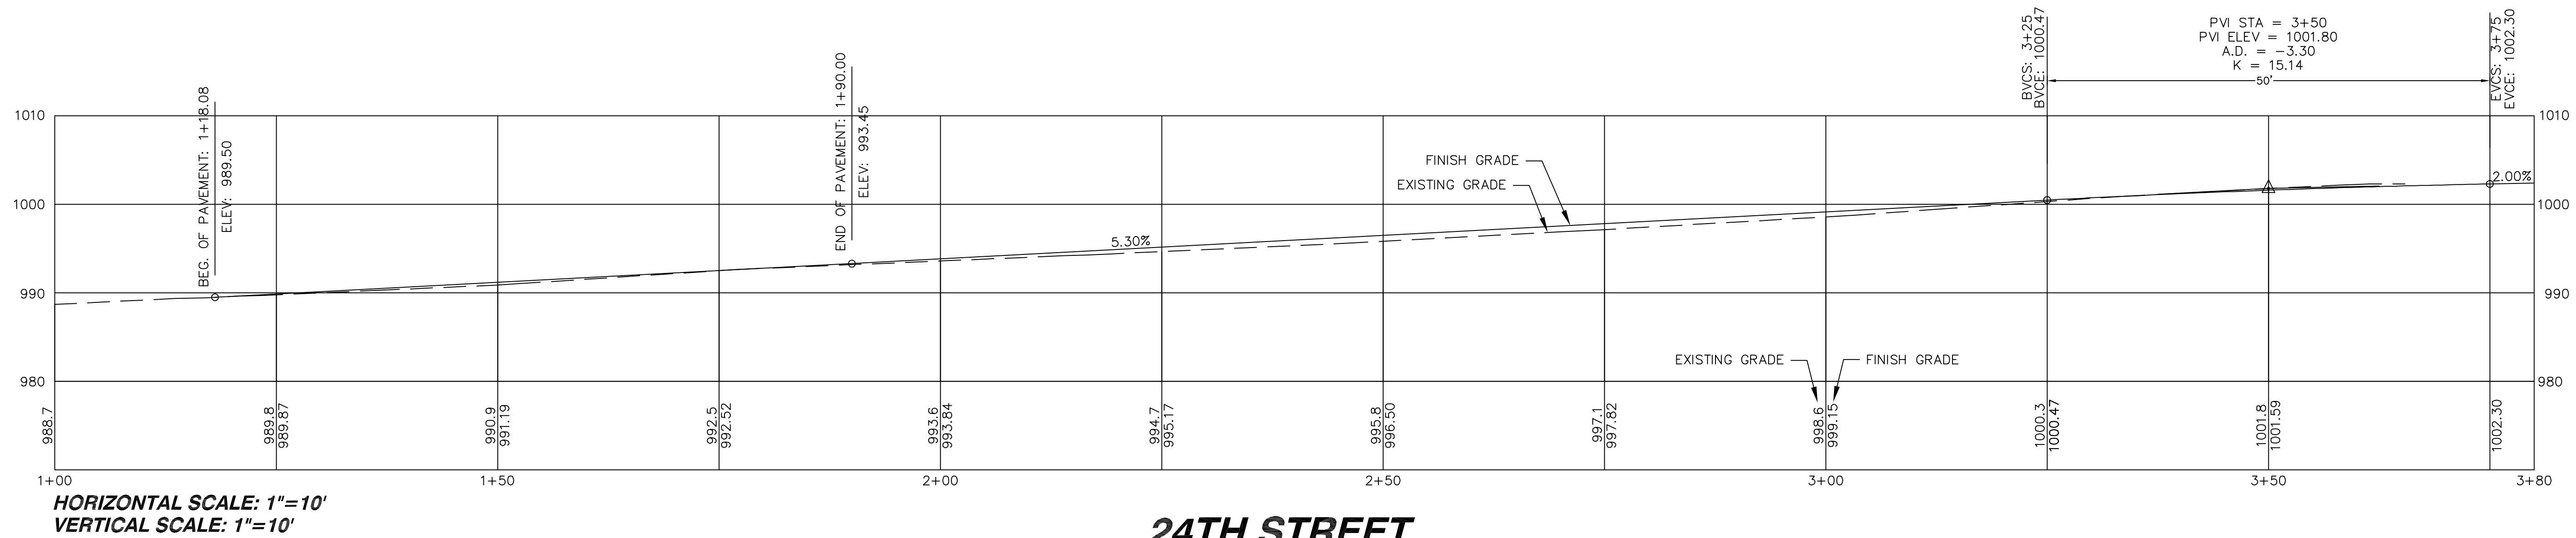 BEG. OF PAVEMENT: 1+18.08
ELEV: 989.50
END OF PAVEMENT: 1+90.00
ELEV: 993.45
BVCS: 3+25
BVCE: 1000.47
PVI STA = 3+50
PVI ELEV = 1001.80
A.D. = -3.30
K = 15.14
50'
EVCS: 3+75
EVCE: 1002.30
1010
1010
FINISH GRADE
EXISTING GRADE
2.00%
1000
1000
5.30%
990
990
EXISTING GRADE
FINISH GRADE
980
980
988.7
989.8
989.87
990.9
991.19
992.5
992.52
993.6
993.84
994.7
995.17
995.8
996.50
997.1
997.82
998.6
999.15
1000.3
1000.47
1001.8
1001.59
1002.30
1+00
1+50
2+00
2+50
3+00
3+50
3+80
HORIZONTAL SCALE: 1"=10'
VERTICAL SCALE: 1"=10'
24TH STREET